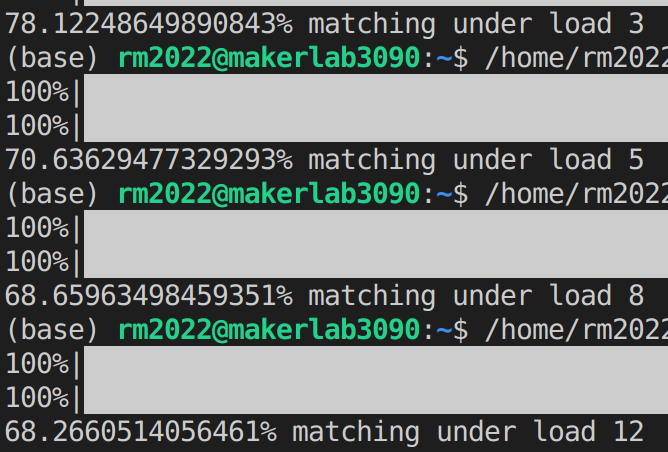 78.12248649890843% matching under load 3
(base) rm2022@makerlab3090:~$ /home/rm2022
100%|
100%|
70.63629477329293% matching under load 5
(base) rm2022@makerlab3090:~$ /home/rm2022
100%|
100%|
68.65963498459351% matching under load 8
(base) rm2022@makerlab3090:~$ /home/rm2022
100%|
100%|
68.2660514056461% matching under load 12